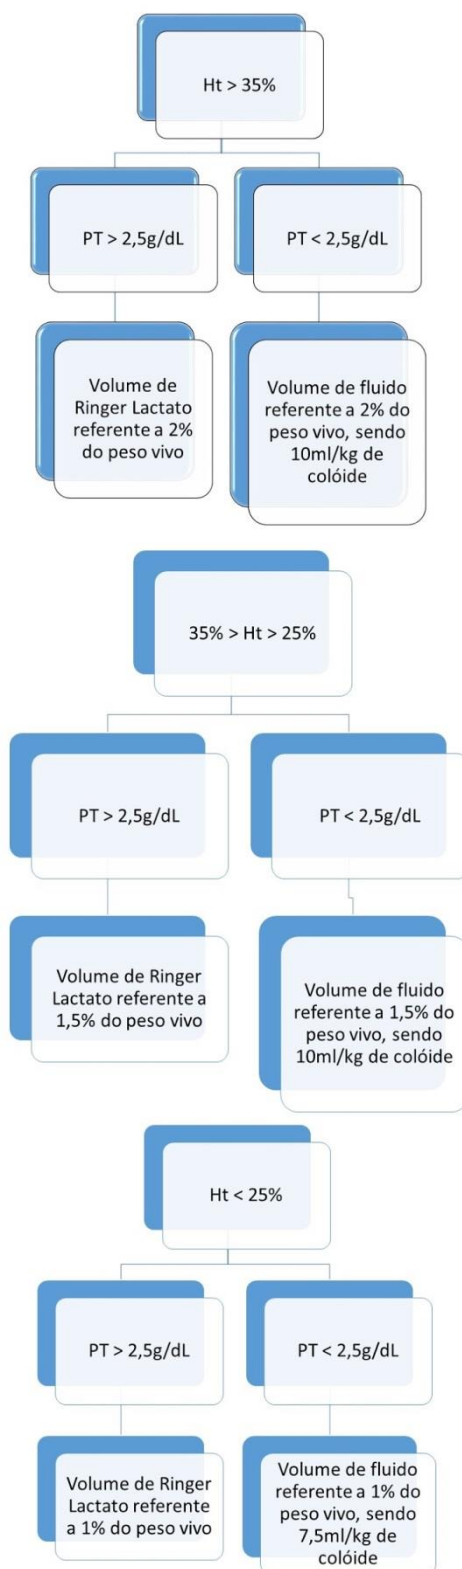 Ht > 35%
PT > 2,5g/dL
PT < 2,5g/dL
Volume de
Ringer Lactato
referente a 2%
do peso vivo
Volume de fluido
referente a 2% do
peso vivo, sendo
10ml/kg de
colóide
35% > Ht > 25%
PT > 2,5g/dL
PT < 2,5g/dL
Volume de Ringer
Lactato referente a
1,5% do peso vivo
Volume de fluido
referente a 1,5% do
peso vivo, sendo
10ml/kg de colóide
Ht < 25%
PT > 2,5g/dL
PT < 2,5g/dL
Volume de Ringer
Lactato referente
a 1% do peso vivo
Volume de fluido
referente a 1% do
peso vivo, sendo
7,5ml/kg de
colóide